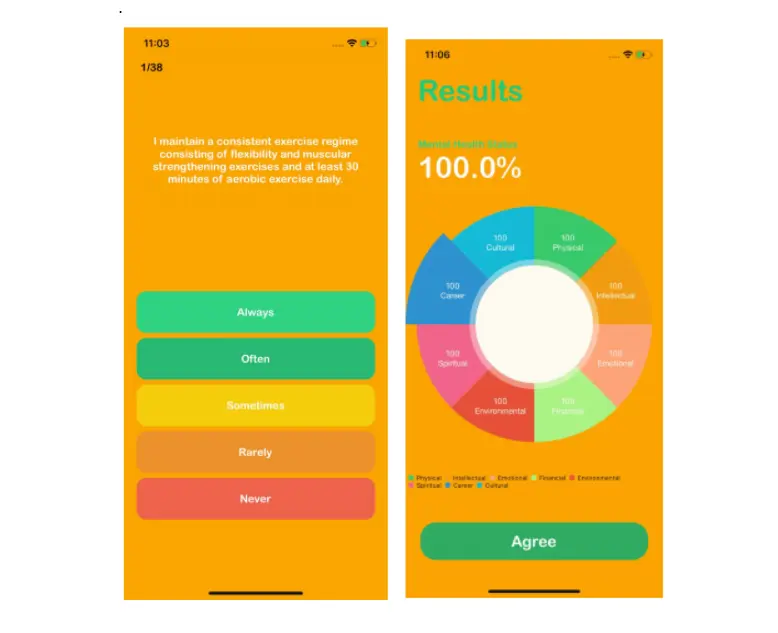 .
11:03
1/38
I maintain a consistent exercise regime
consisting of flexibility and muscular
strengthening exercises and at least 30
minutes of aerobic exercise daily.
Always
Often
Sometimes
Rarely
Never
11:06
Results
Mental Health Status
100.0%
100
Cultural
100
Physical
100
Career
100
Intellectual
100
Spiritual
100
Emotional
100
Environmental
100
Financial
Physical Intellectual Emotional Financial Environmental
Spiritual Career Cultural
Agree